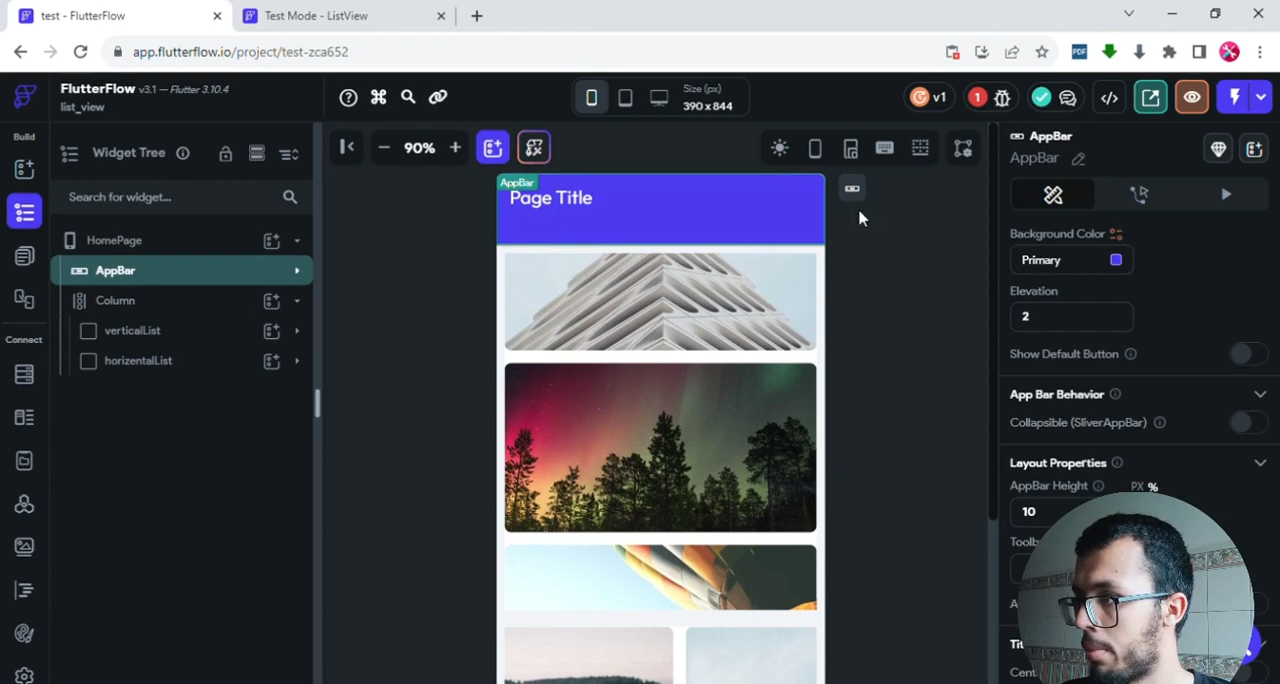 test - FlutterFlow
Test Mode - ListView
app.flutterflow.io/project/test-zca652
PDF
FlutterFlow v3.1 – Flutter 3.10.4
list_view
Size (px)
390 x 844
v1
1
Build
Widget Tree
90%
AppBar
AppBar
Search for widget...
AppBar
Page Title
HomePage
AppBar
Column
verticalList
horizentalList
Connect
Background Color
Primary
Elevation
2
Show Default Button
App Bar Behavior
Collapsible (SliverAppBar)
Layout Properties
AppBar Height PX %
10